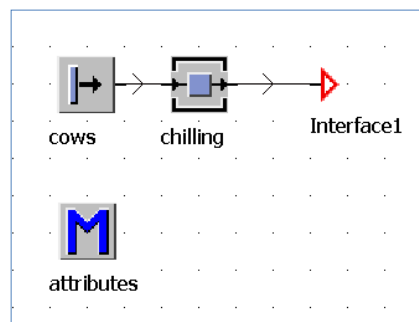 cows
chilling
Interface1
M
attributes